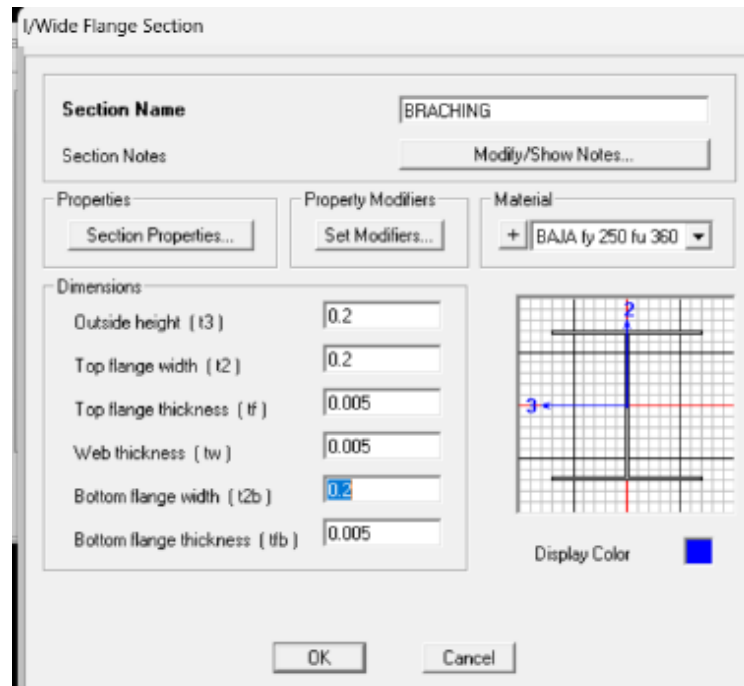 I/Wide Flange Section
Section Name BRACHING
Section Notes Modify/Show Notes...
Properties Property Modifiers Material
Section Properties... Set Modifiers... + BAJA fy 250 fu 360
Dimensions
Outside height ( t3 ) 0.2
Top flange width ( t2 ) 0.2
Top flange thickness ( tf ) 0.005
Web thickness ( tw ) 0.005
Bottom flange width ( t2b ) 0.2
Bottom flange thickness ( tfb ) 0.005
2
3
Display Color
OK Cancel